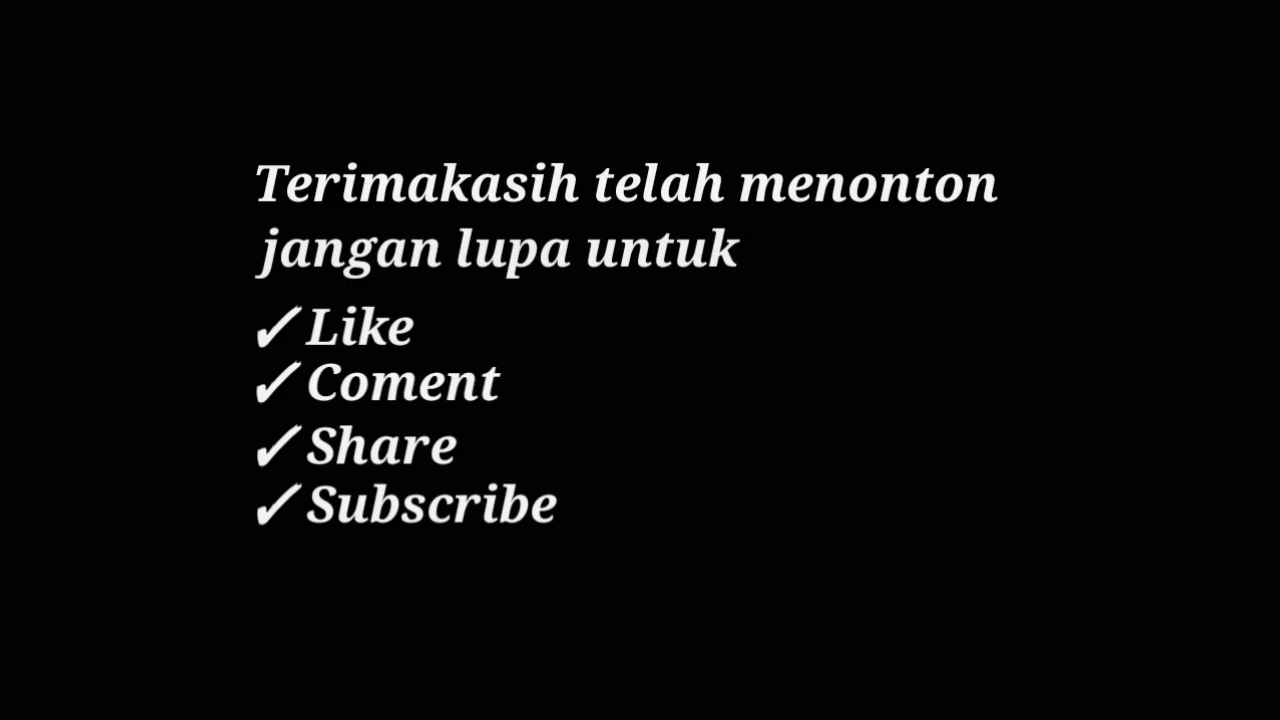 Terimakasih telah menonton
jangan lupa untuk
✓Like
✓Coment
✓Share
✓Subscribe